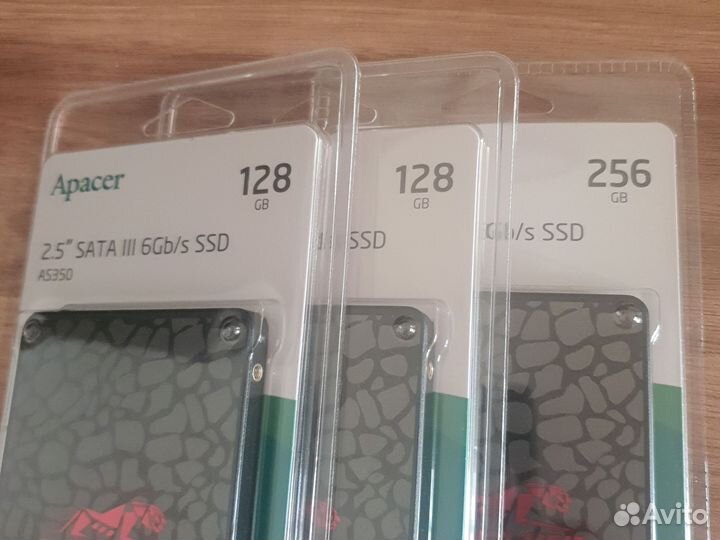 Apacer
128
GB
2.5" SATA III 6Gb/s SSD
AS350
128
GB
SSD
256
GB
Gb/s SSD
Avito